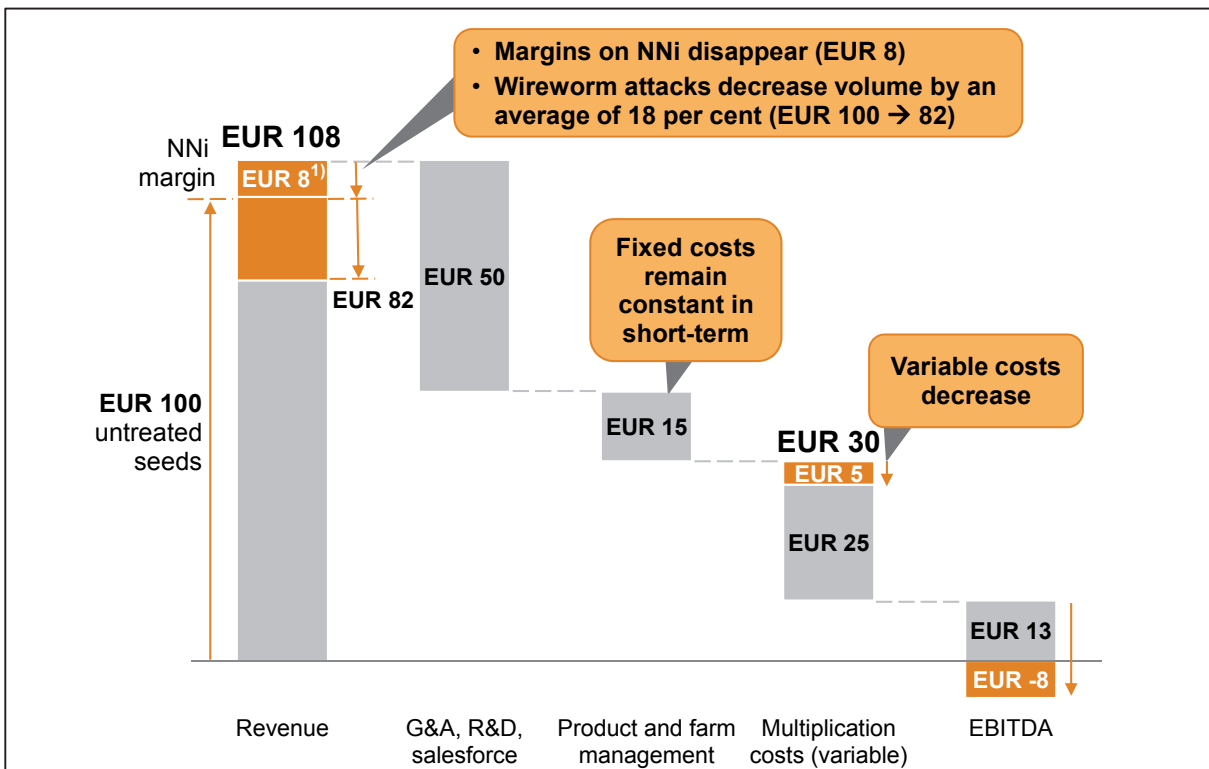 • Margins on NNi disappear (EUR 8)
• Wireworm attacks decrease volume by an
average of 18 per cent (EUR 100 → 82)
EUR 108
NNi
margin
EUR 8¹⁾
EUR 82
EUR 100
untreated
seeds
EUR 50
Fixed costs
remain
constant in
short-term
EUR 15
Variable costs
decrease
EUR 30
EUR 5
EUR 25
EUR 13
EUR -8
Revenue
G&A, R&D,
salesforce
Product and farm
management
Multiplication
costs (variable)
EBITDA